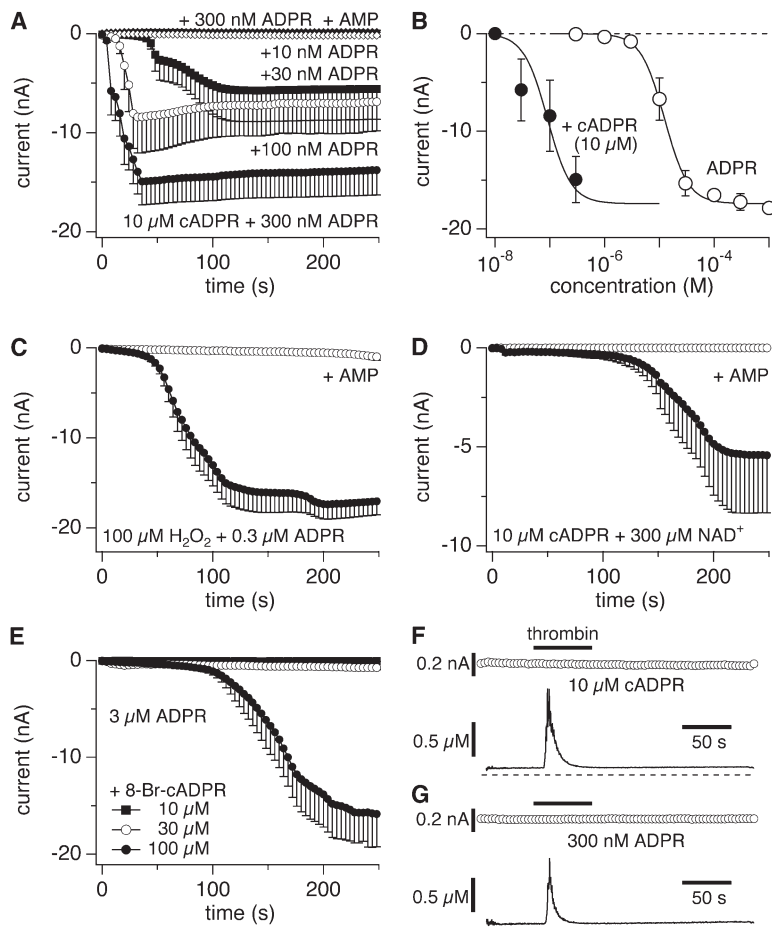 A
+ 300 nM ADPR + AMP
0
+10 nM ADPR
+30 nM ADPR
-10
+100 nM ADPR
10 µM cADPR + 300 nM ADPR
-20
current (nA)
0
100
200
time (s)
B
0
+ cADPR
(10 µM)
ADPR
-10
-20
current (nA)
10⁻⁸
10⁻⁶
10⁻⁴
concentration (M)
C
0
+ AMP
-10
-20
current (nA)
100 µM H₂O₂ + 0.3 µM ADPR
0
100
200
time (s)
D
0
+ AMP
-5
-10
current (nA)
10 µM cADPR + 300 µM NAD⁺
0
100
200
time (s)
E
0
3 µM ADPR
-10
+ 8-Br-cADPR
10 µM
30 µM
100 µM
-20
current (nA)
0
100
200
time (s)
F
thrombin
0.2 nA
10 µM cADPR
0.5 µM
50 s
G
0.2 nA
300 nM ADPR
0.5 µM
50 s